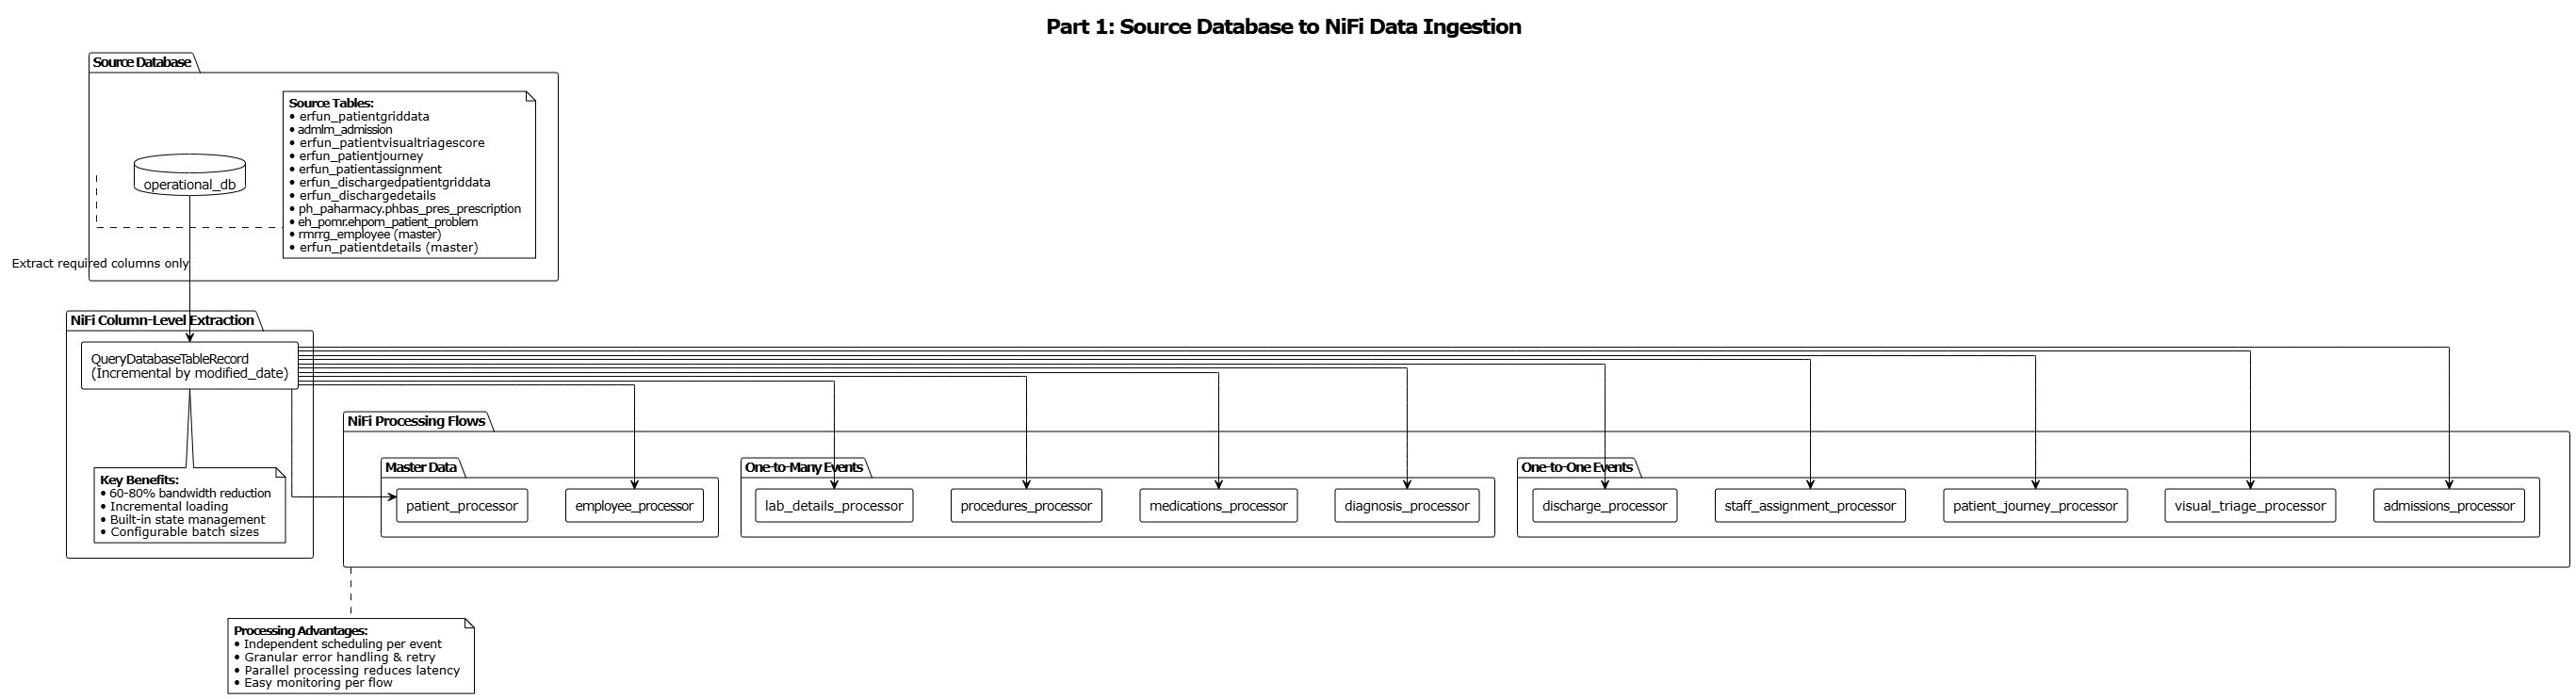 Part 1: Source Database to NiFi Data Ingestion
Source Database
Source Tables:
• erfun_patientgriddata
• admlm_admission
• erfun_patientvisualtriagescore
• erfun_patientjourney
• erfun_patientassignment
• erfun_dischargedpatientgriddata
• erfun_dischargedetails
• ph_paharmacy.phbas_pres_prescription
• eh_pomr.ehpom_patient_problem
• rmrrg_employee (master)
• erfun_patientdetails (master)
operational_db
Extract required columns only
NiFi Column-Level Extraction
QueryDatabaseTableRecord
(Incremental by modified_date)
Key Benefits:
• 60-80% bandwidth reduction
• Incremental loading
• Built-in state management
• Configurable batch sizes
NiFi Processing Flows
Master Data
patient_processor
employee_processor
One-to-Many Events
lab_details_processor
procedures_processor
medications_processor
diagnosis_processor
One-to-One Events
discharge_processor
staff_assignment_processor
patient_journey_processor
visual_triage_processor
admissions_processor
Processing Advantages:
• Independent scheduling per event
• Granular error handling & retry
• Parallel processing reduces latency
• Easy monitoring per flow